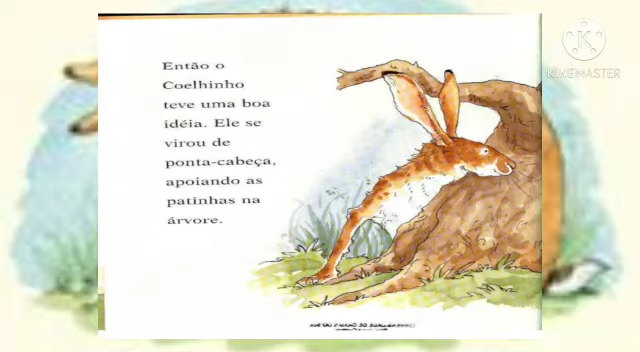 Então o
Coelhinho
teve uma boa
idéia. Ele se
virou de
ponta-cabeça,
apoiando as
patinhas na
árvore.
KINEMASTER